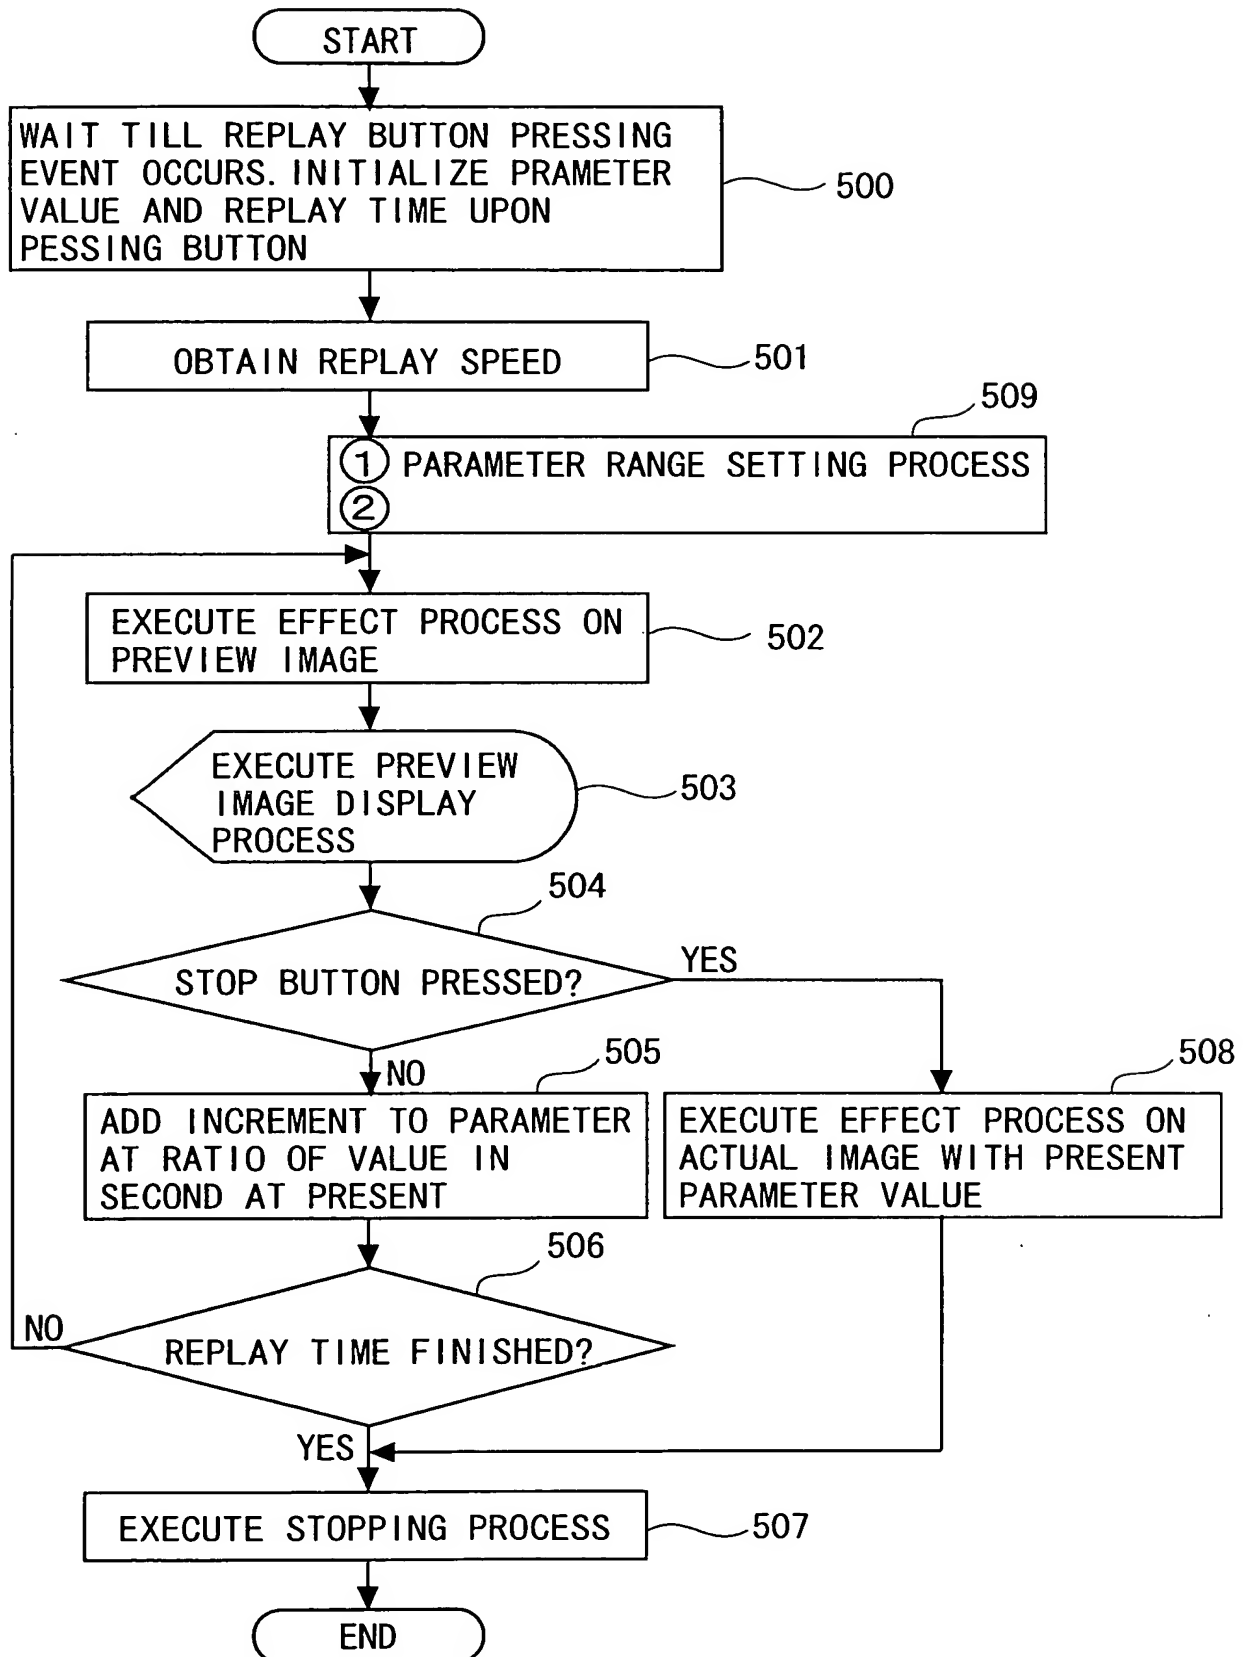 START
WAIT TILL REPLAY BUTTON PRESSING
EVENT OCCURS. INITIALIZE PRAMETER
VALUE AND REPLAY TIME UPON
PESSING BUTTON
500
OBTAIN REPLAY SPEED
501
509
① PARAMETER RANGE SETTING PROCESS
②
EXECUTE EFFECT PROCESS ON
PREVIEW IMAGE
502
EXECUTE PREVIEW
IMAGE DISPLAY
PROCESS
503
504
STOP BUTTON PRESSED?
YES
NO
505
508
ADD INCREMENT TO PARAMETER
AT RATIO OF VALUE IN
SECOND AT PRESENT
EXECUTE EFFECT PROCESS ON
ACTUAL IMAGE WITH PRESENT
PARAMETER VALUE
506
NO
REPLAY TIME FINISHED?
YES
EXECUTE STOPPING PROCESS
507
END